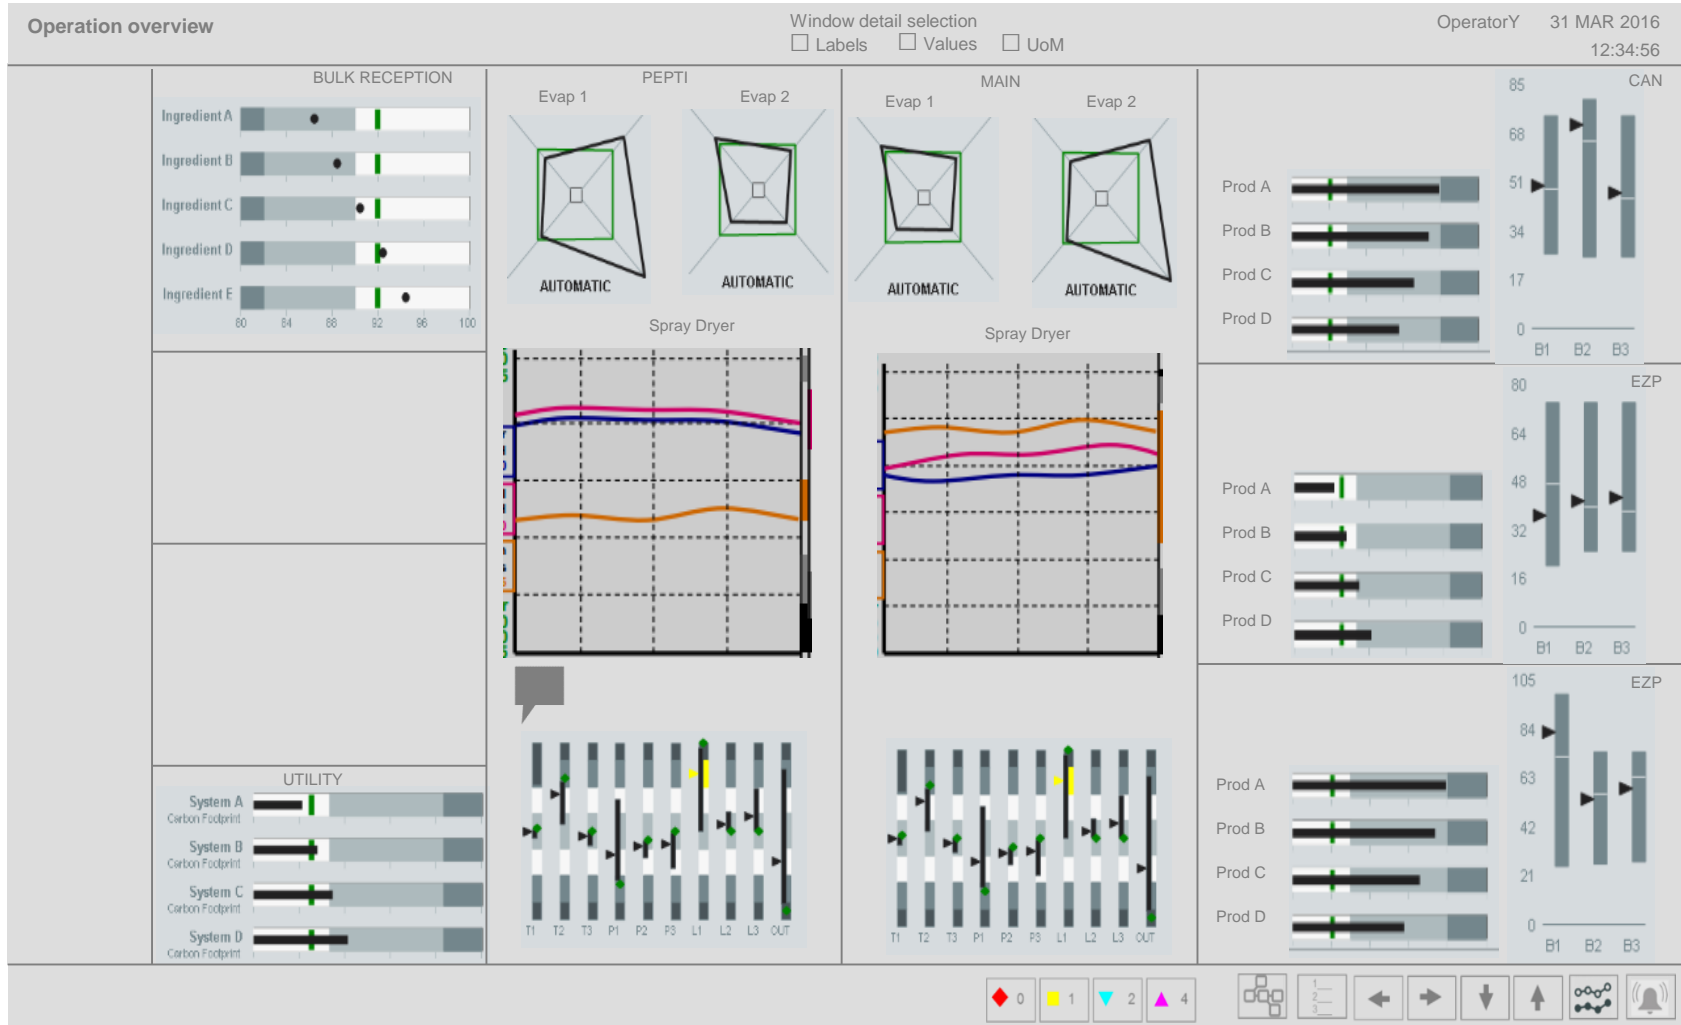 Operation overview
Window detail selection
Labels Values UoM
OperatorY 31 MAR 2016
12:34:56
BULK RECEPTION
Ingredient A
Ingredient B
Ingredient C
Ingredient D
Ingredient E
80 84 88 92 96 100
UTILITY
System A
Carbon Footprint
System B
Carbon Footprint
System C
Carbon Footprint
System D
Carbon Footprint
PEPTI
Evap 1 Evap 2
AUTOMATIC AUTOMATIC
Spray Dryer
T1 T2 T3 P1 P2 P3 L1 L2 L3 OUT
MAIN
Evap 1 Evap 2
AUTOMATIC AUTOMATIC
Spray Dryer
T1 T2 T3 P1 P2 P3 L1 L2 L3 OUT
CAN
Prod A
Prod B
Prod C
Prod D
85
68
51
34
17
0
B1 B2 B3
EZP
Prod A
Prod B
Prod C
Prod D
80
64
48
32
16
0
B1 B2 B3
EZP
Prod A
Prod B
Prod C
Prod D
105
84
63
42
21
0
B1 B2 B3
0 1 2 4
1
2
3